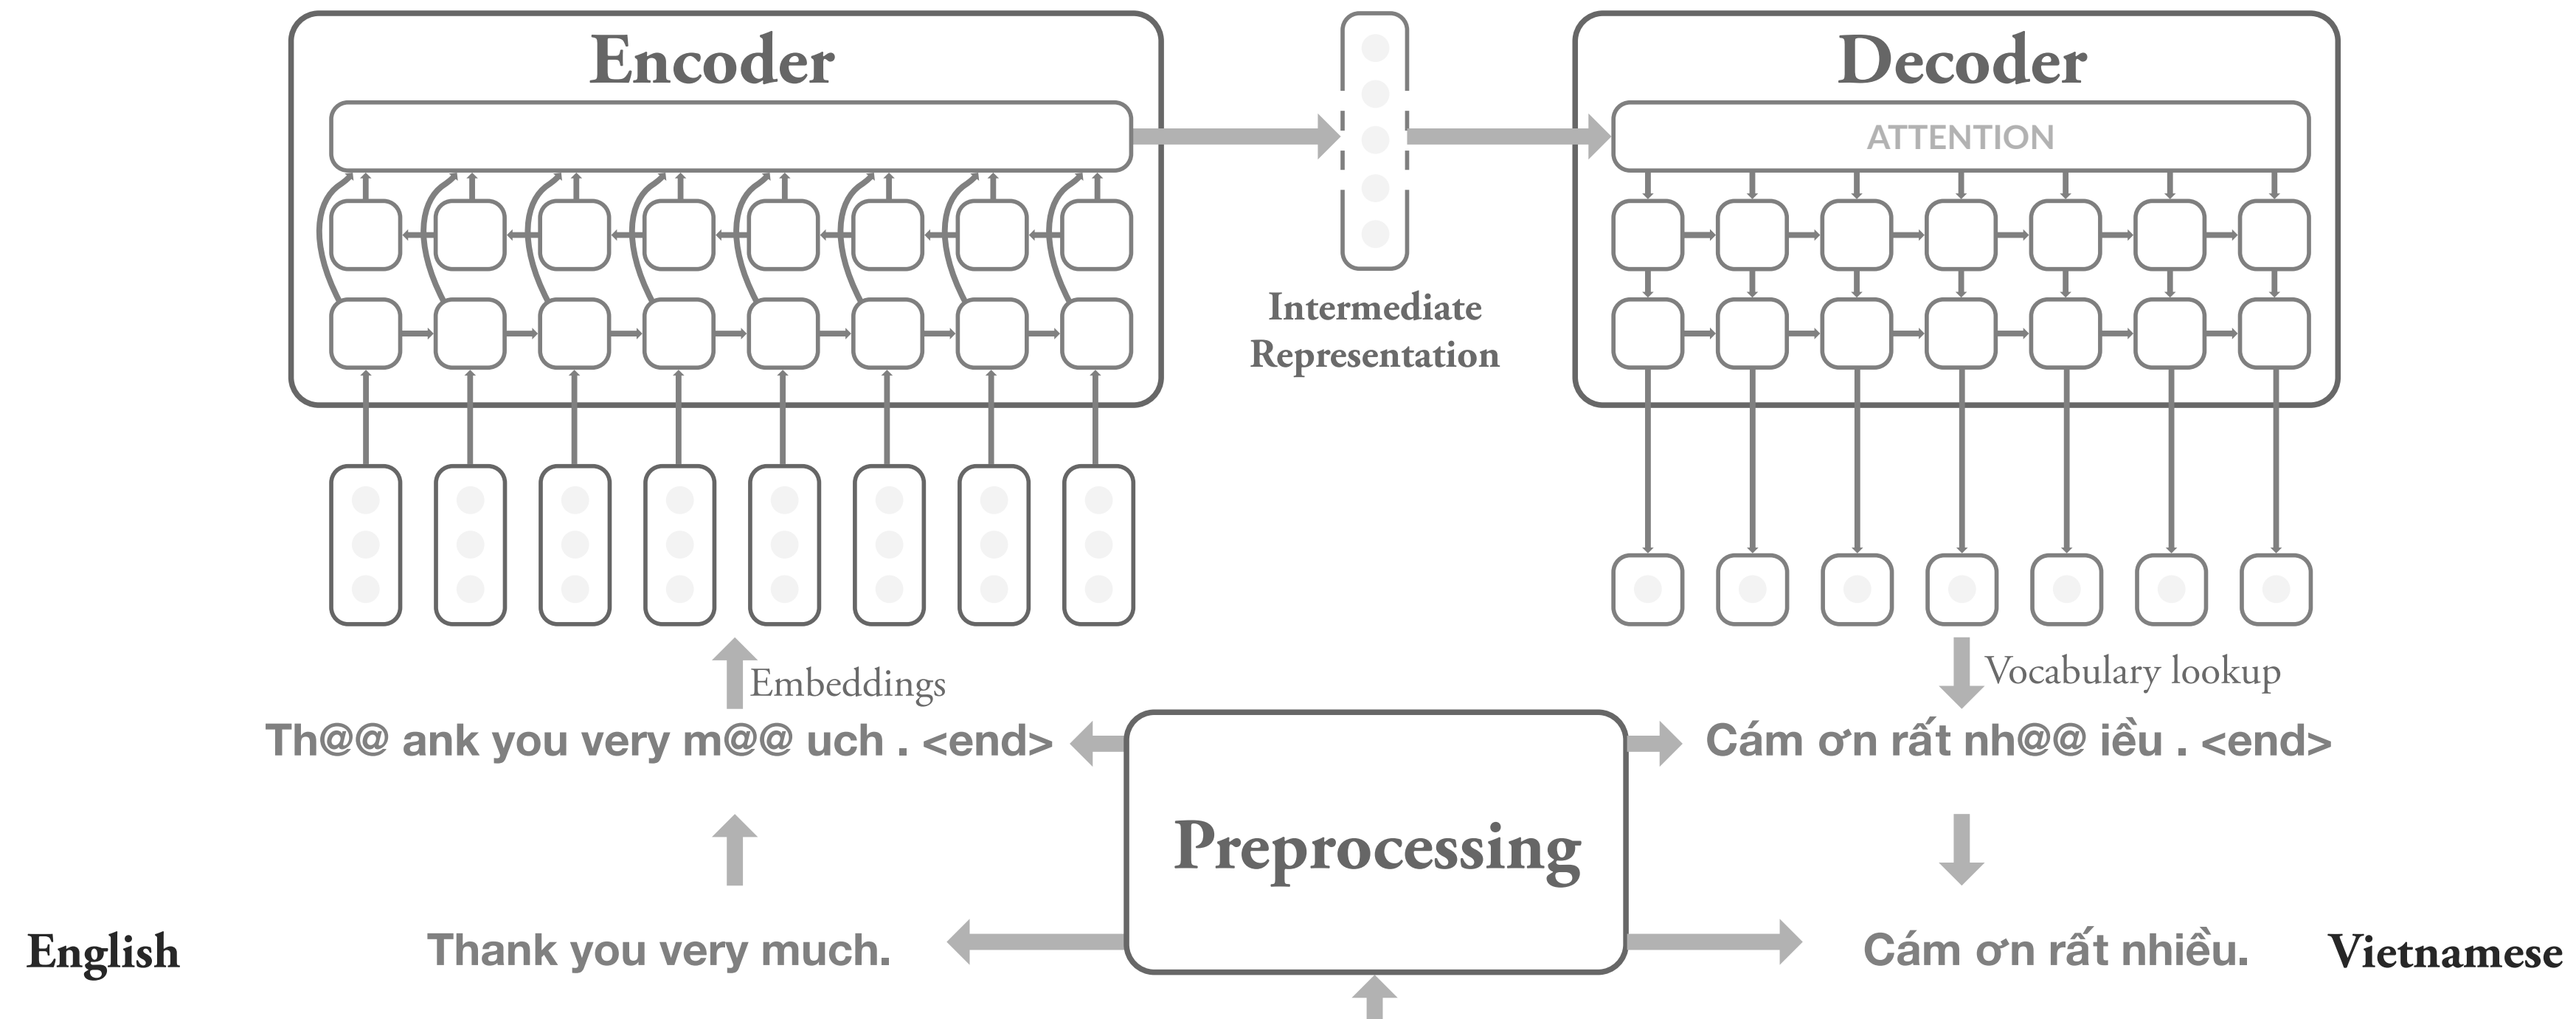 Encoder
Decoder
ATTENTION
Intermediate
Representation
Embeddings
Vocabulary lookup
Th@@ ank you very m@@ uch . <end>
Cám ơn rất nh@@ iều . <end>
Preprocessing
English
Thank you very much.
Cám ơn rất nhiều.
Vietnamese